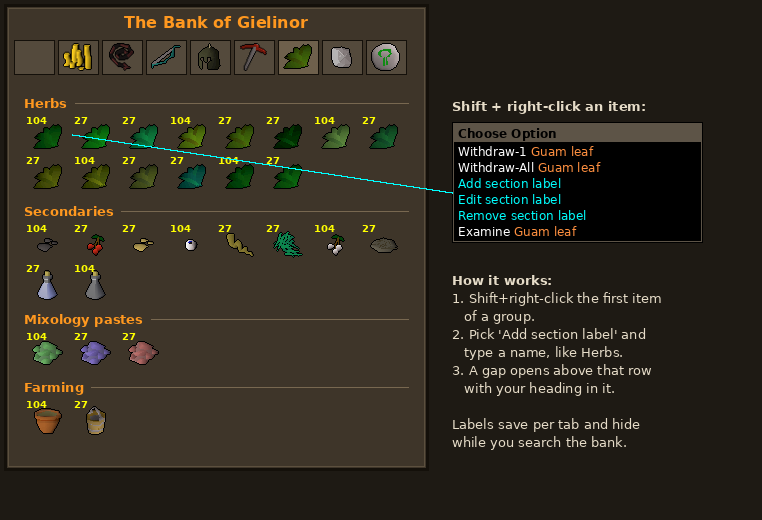 The Bank of Gielinor
Herbs
104 27 27 104 27 27 104 27
27 104 27 27 104 27
Secondaries
104 27 27 104 27 27 104 27
27 104
Mixology pastes
104 27 27
Farming
104 27
Shift + right-click an item:
Choose Option
Withdraw-1 Guam leaf
Withdraw-All Guam leaf
Add section label
Edit section label
Remove section label
Examine Guam leaf
How it works:
1. Shift+right-click the first item
of a group.
2. Pick 'Add section label' and
type a name, like Herbs.
3. A gap opens above that row
with your heading in it.
Labels save per tab and hide
while you search the bank.